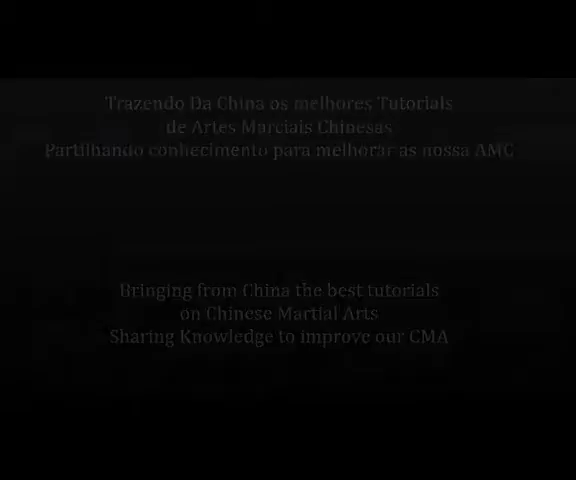 Trazendo Da China os melhores Tutorials
de Artes Marciais Chinesas
Partilhando conhecimento para melhorar as nossa AMC
Bringing from China the best tutorials
on Chinese Martial Arts
Sharing Knowledge to improve our CMA